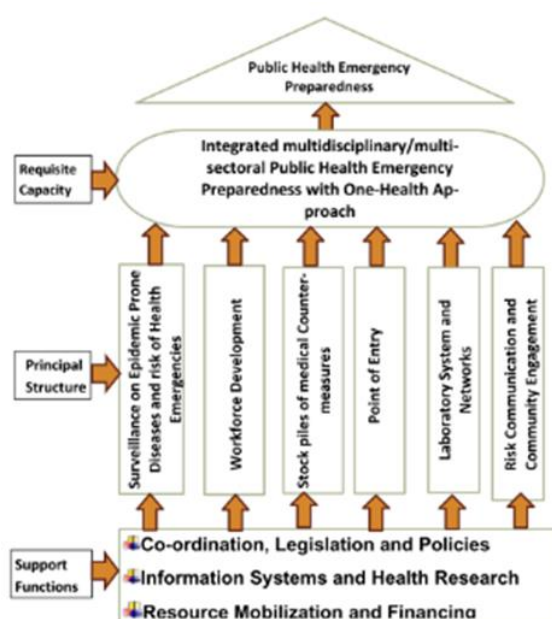 Public Health Emergency
Preparedness
Requisite
Capacity
Integrated multidisciplinary/multi-
sectoral Public Health Emergency
Preparedness with One-Health Ap-
proach
Principal
Structure
Surveillance on Epidemic Prone
Diseases and risk of Health
Emergencies
Workforce Development
Stock piles of medical Counter-
measures
Point of Entry
Laboratory System and
Networks
Risk Communication and
Community Engagement
Support
Functions
Co-ordination, Legislation and Policies
Information Systems and Health Research
Resource Mobilization and Financing